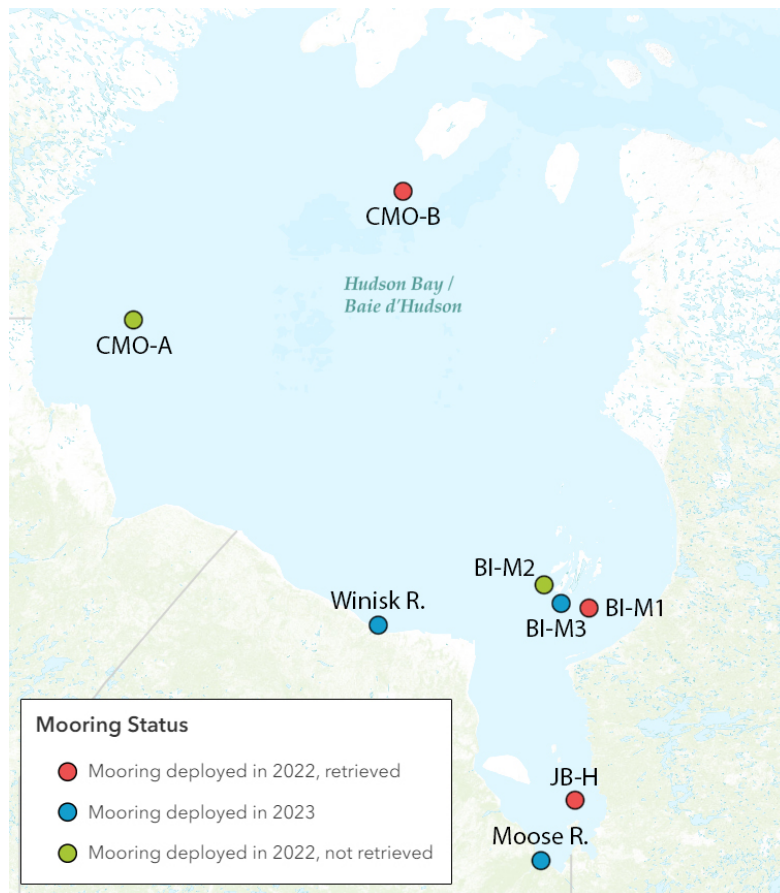 CMO-B
Hudson Bay /
Baie d'Hudson
CMO-A
BI-M2
Winisk R.
BI-M1
BI-M3
Mooring Status
Mooring deployed in 2022, retrieved
Mooring deployed in 2023
Mooring deployed in 2022, not retrieved
JB-H
Moose R.